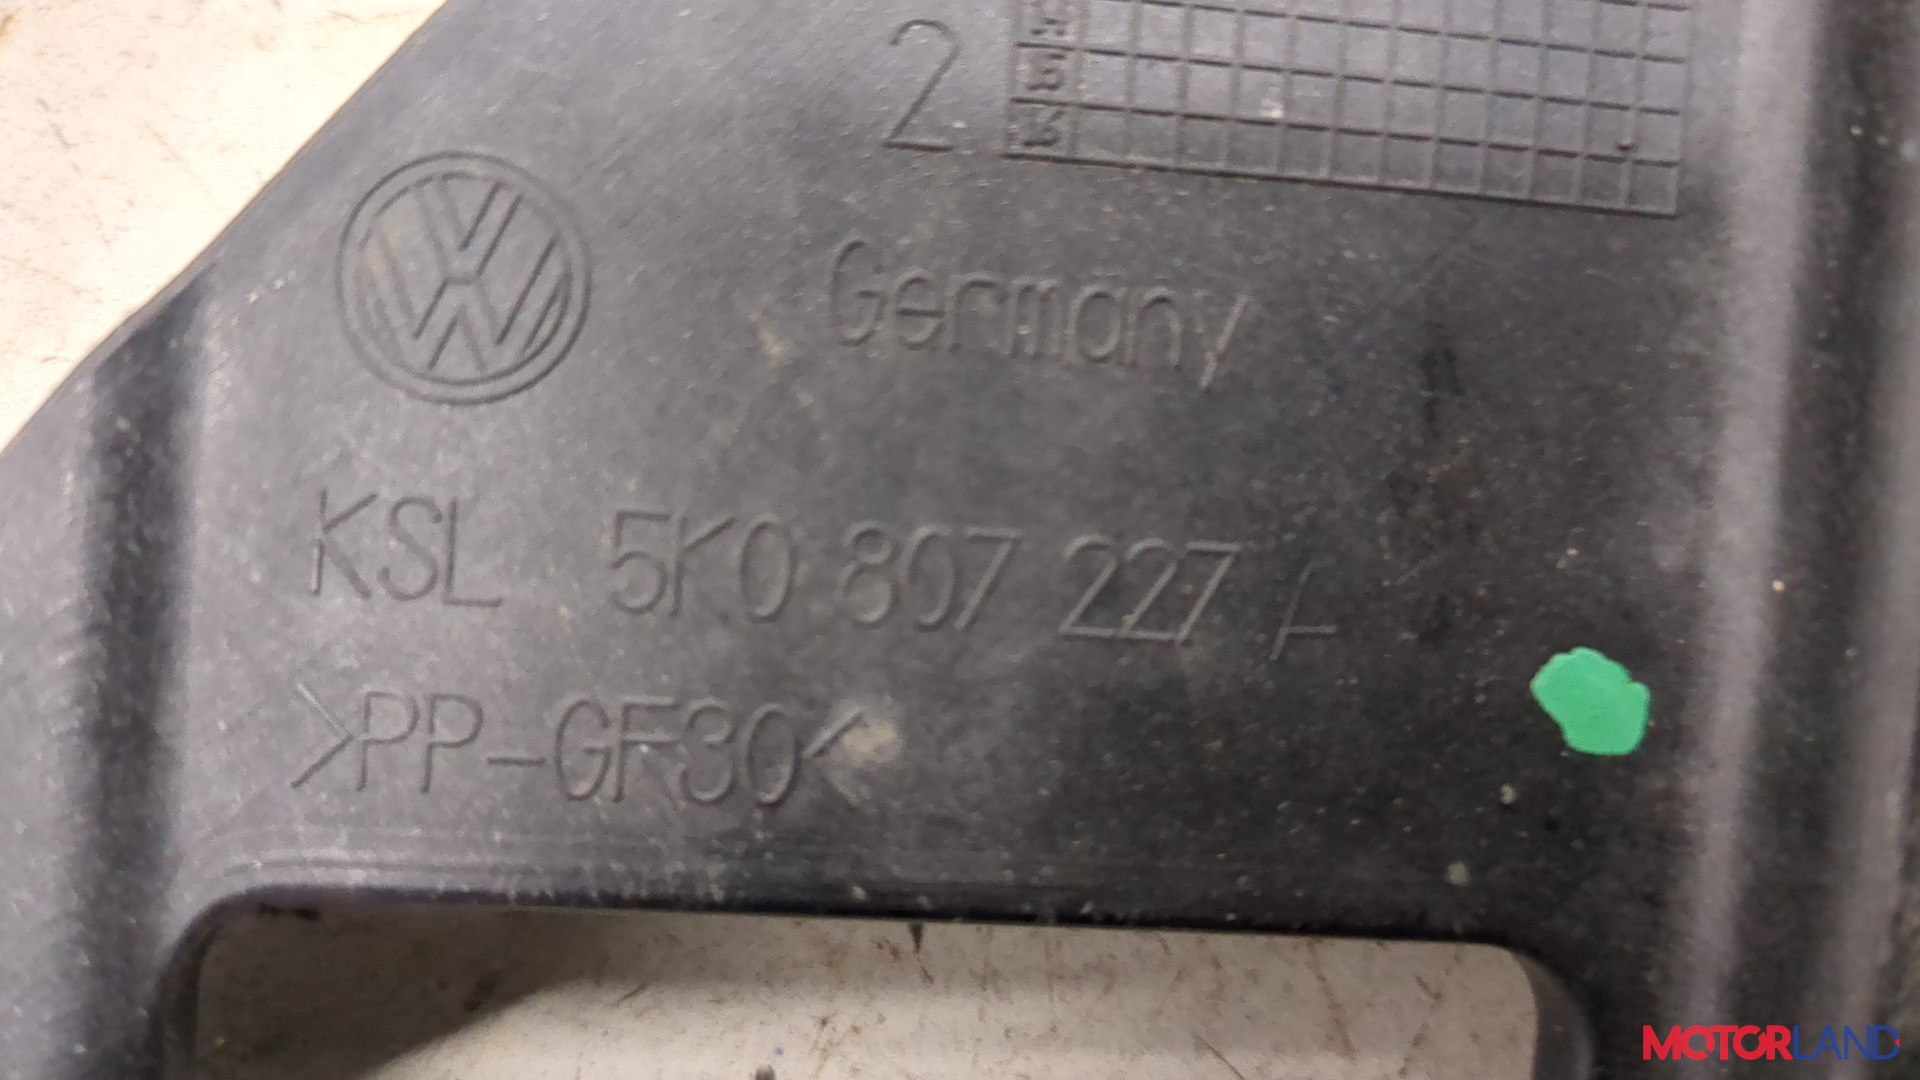 2
Germany
KSL 5K0 807 227 A
>PP-GF30<
MOTORLAND